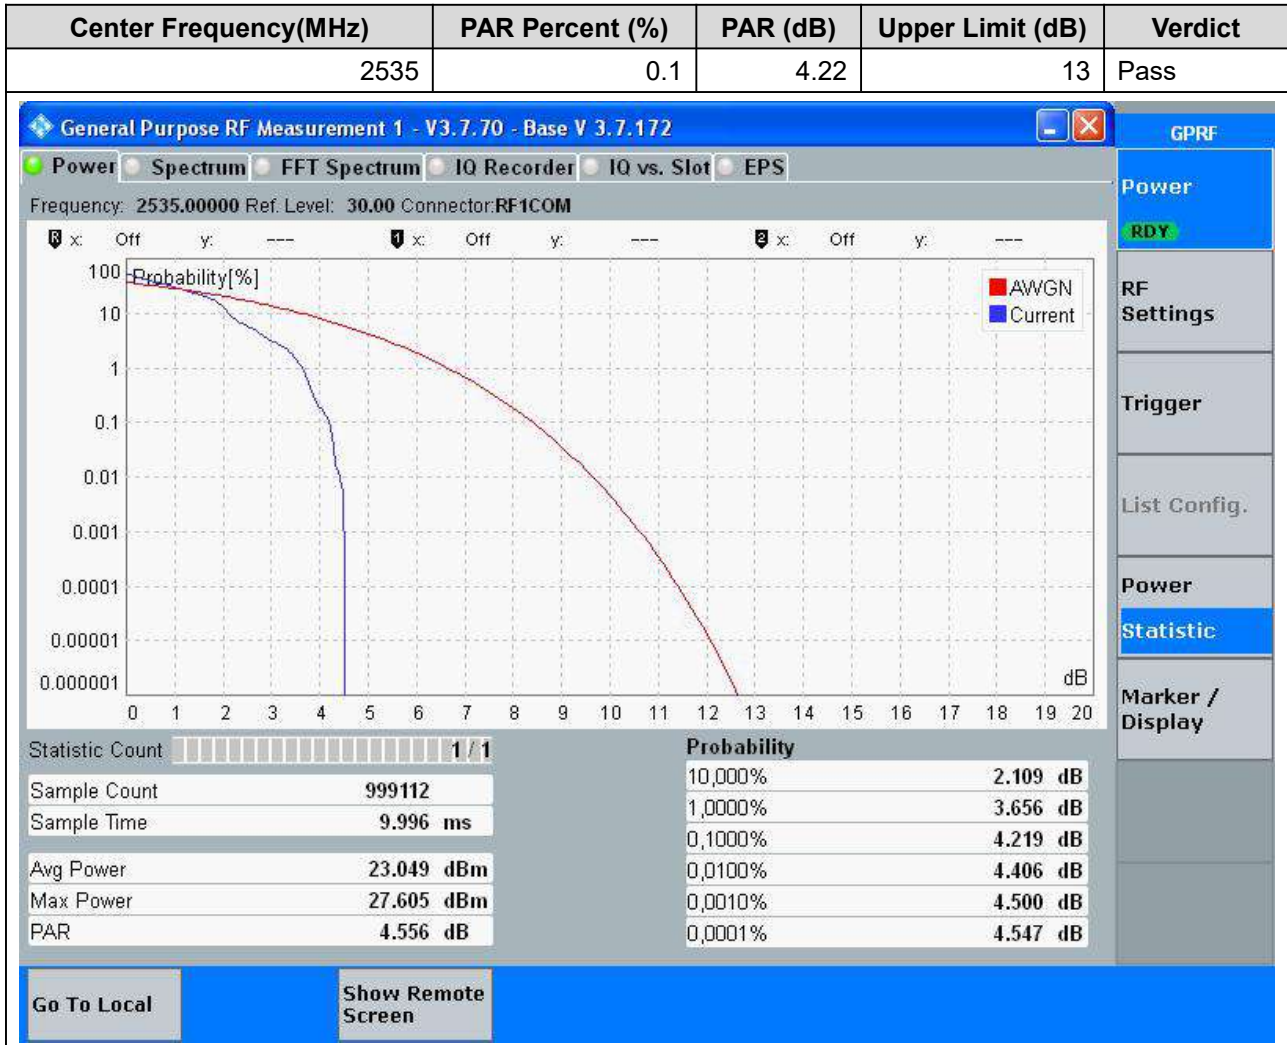 Center Frequency(MHz) PAR Percent (%) PAR (dB) Upper Limit (dB) Verdict
2535 0.1 4.22 13 Pass
General Purpose RF Measurement 1 - V3.7.70 - Base V 3.7.172
GPRF
Power Spectrum FFT Spectrum IQ Recorder IQ vs. Slot EPS
Frequency: 2535.00000 Ref. Level: 30.00 Connector:RF1COM
R x: Off y: --- 1 x: Off y: --- 2 x: Off y: ---
Probability[%]
AWGN
Current
100
10
1
0.1
0.01
0.001
0.0001
0.00001
0.000001
dB
0 1 2 3 4 5 6 7 8 9 10 11 12 13 14 15 16 17 18 19 20
Statistic Count 1 / 1
Sample Count 999112
Sample Time 9.996 ms
Avg Power 23.049 dBm
Max Power 27.605 dBm
PAR 4.556 dB
Probability
10,000% 2.109 dB
1,0000% 3.656 dB
0,1000% 4.219 dB
0,0100% 4.406 dB
0,0010% 4.500 dB
0,0001% 4.547 dB
Power
RDY
RF
Settings
Trigger
List Config.
Power
Statistic
Marker /
Display
Go To Local
Show Remote
Screen